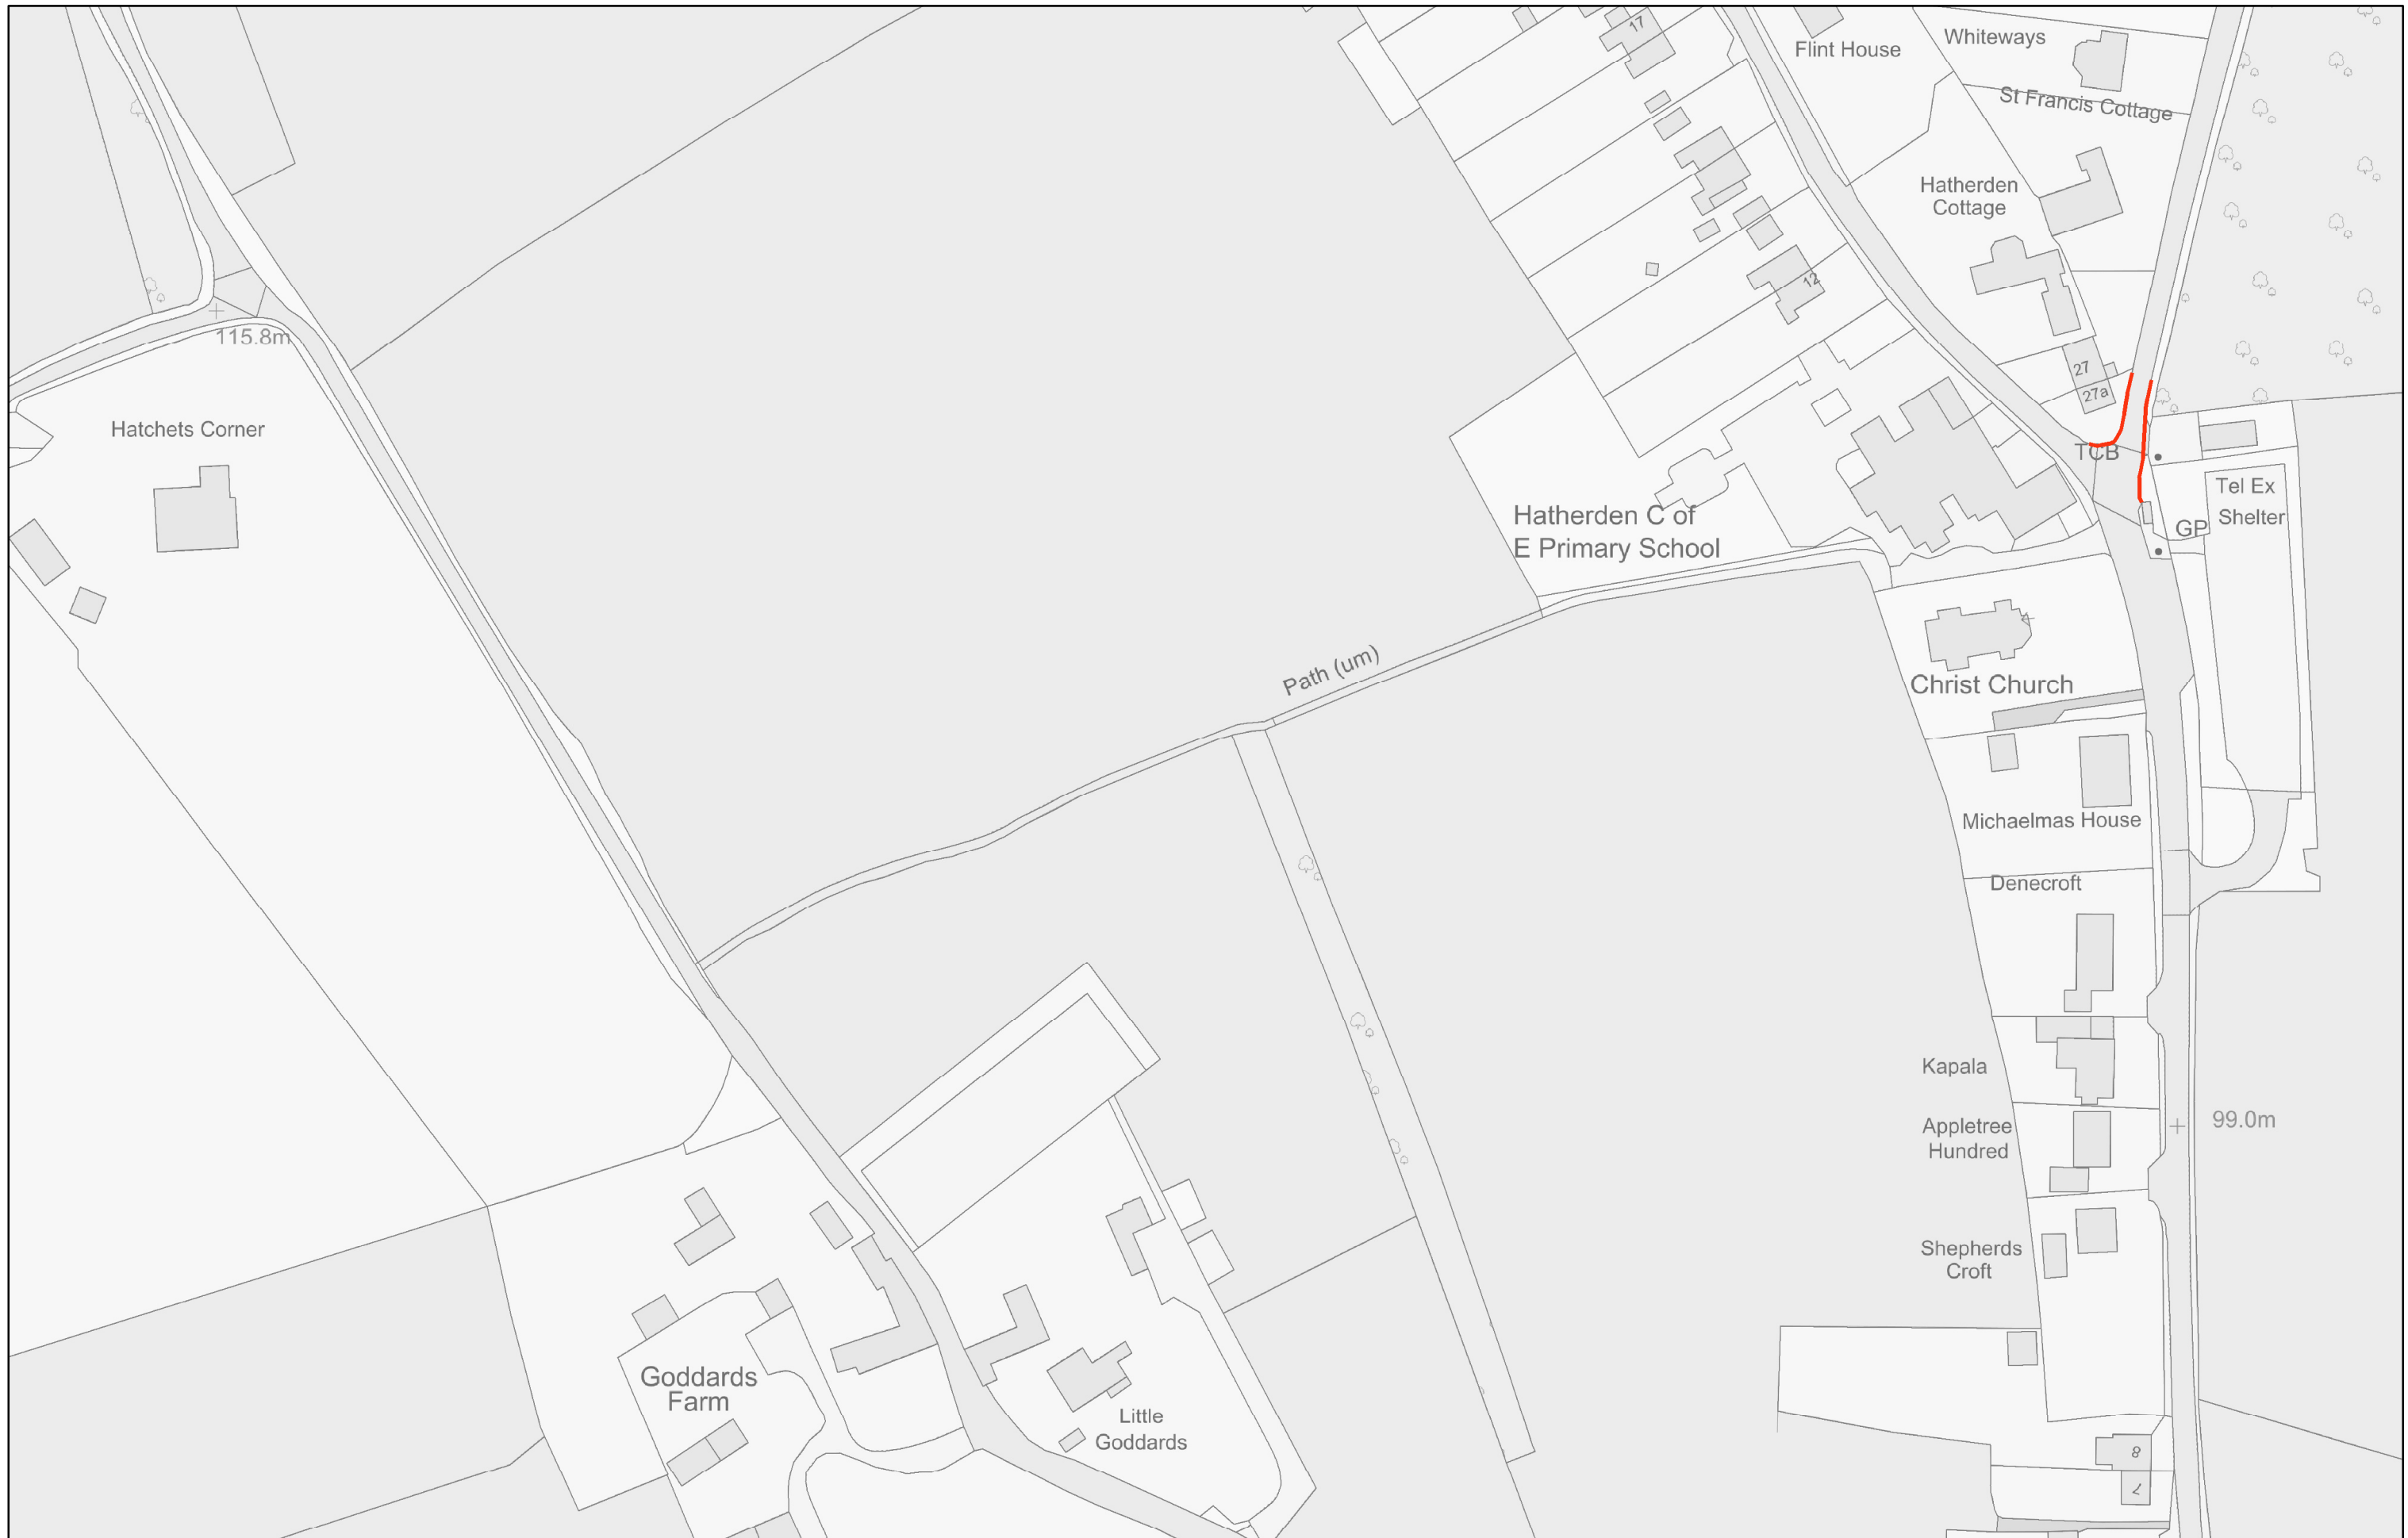 17
Flint House
Whiteways
St Francis Cottage
Hatherden
Cottage
12
115.8m
27
27a
Hatchets Corner
TCB
Tel Ex
Shelter
GP
Hatherden C of
E Primary School
Path (um)
Christ Church
Michaelmas House
Denecroft
Kapala
Appletree
Hundred
99.0m
Shepherds
Croft
Goddards
Farm
Little
Goddards
8
7